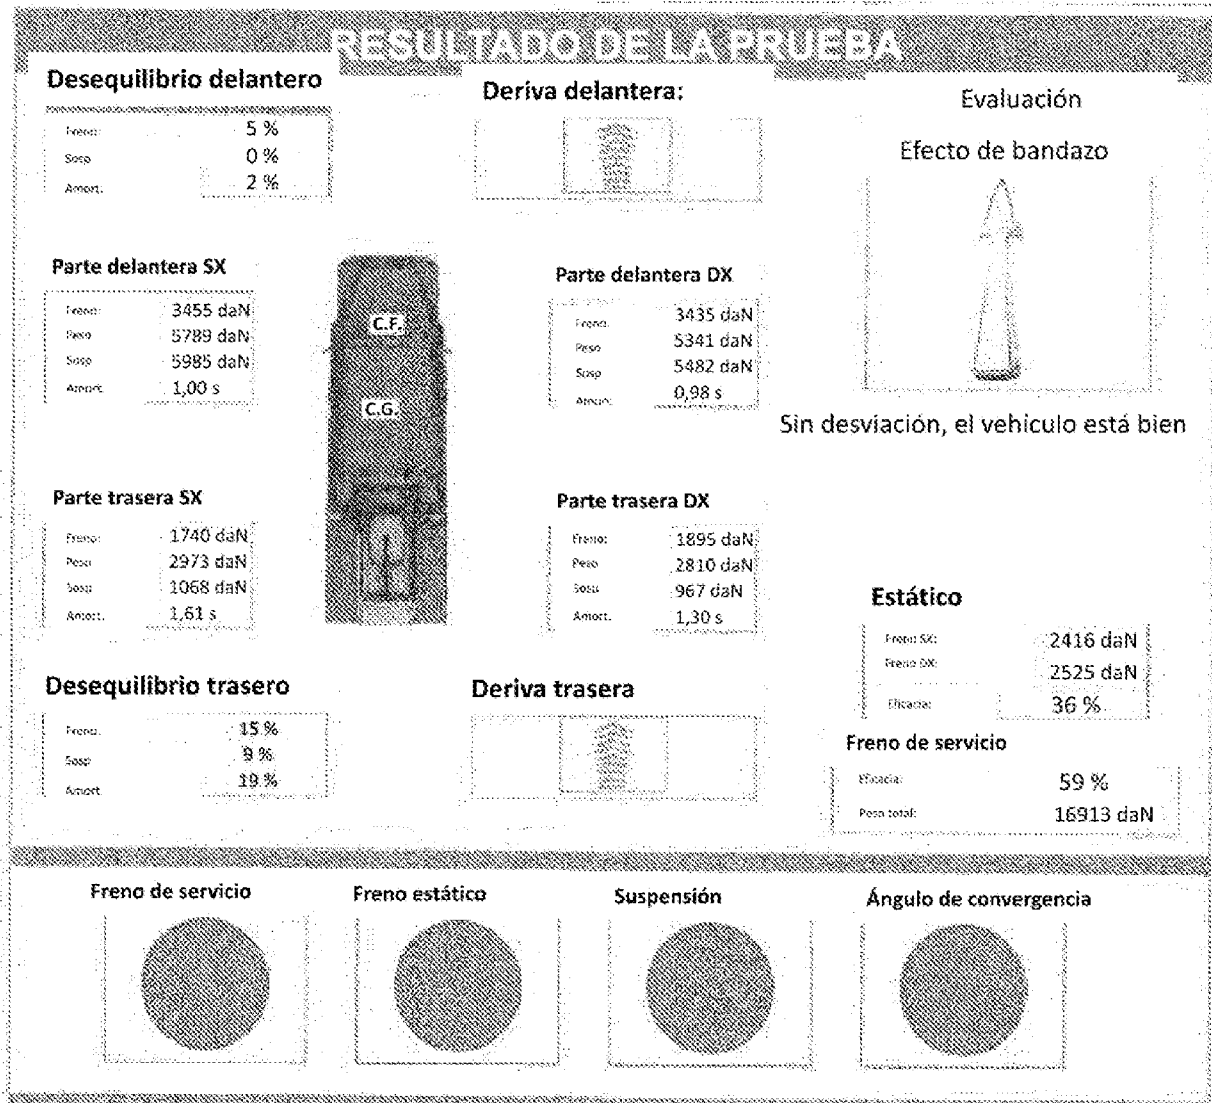 RESULTADO DE LA PRUEBA
Desequilibrio delantero
Freno: 5 %
Sosp 0 %
Amort. 2 %
Deriva delantera:
Evaluación
Efecto de bandazo
Sin desviación, el vehículo está bien
Parte delantera SX
Freno: 3455 daN
Peso 5789 daN
Sosp 5985 daN
Amort. 1,00 s
C.F.
C.G.
Parte delantera DX
Freno: 3435 daN
Peso 5341 daN
Sosp 5482 daN
Amort. 0,98 s
Parte trasera SX
Freno: 1740 daN
Peso 2973 daN
Sosp 1068 daN
Amort. 1,61 s
Parte trasera DX
Freno: 1895 daN
Peso 2810 daN
Sosp 967 daN
Amort. 1,30 s
Estático
Freno SX: 2416 daN
Freno DX: 2525 daN
Eficacia: 36 %
Desequilibrio trasero
Freno: 15 %
Sosp 9 %
Amort 19 %
Deriva trasera
Freno de servicio
Eficacia: 59 %
Peso total: 16913 daN
Freno de servicio
Freno estático
Suspensión
Ángulo de convergencia